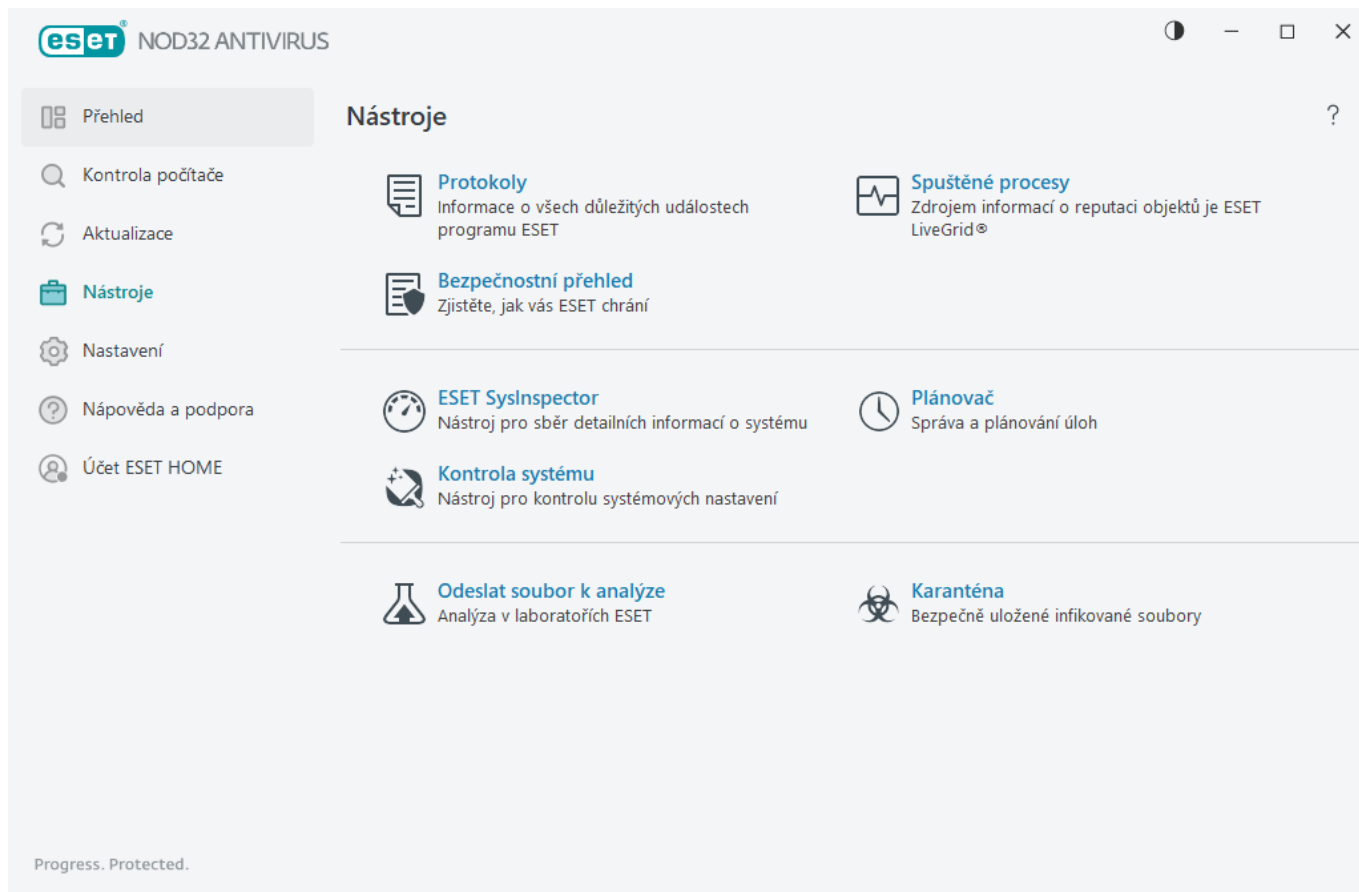 eset® NOD32 ANTIVIRUS
Přehled
Kontrola počítače
Aktualizace
Nástroje
Nastavení
Nápověda a podpora
Účet ESET HOME
Nástroje
?
Protokoly
Informace o všech důležitých událostech
programu ESET
Spuštěné procesy
Zdrojem informací o reputaci objektů je ESET
LiveGrid®
Bezpečnostní přehled
Zjistěte, jak vás ESET chrání
ESET SysInspector
Nástroj pro sběr detailních informací o systému
Plánovač
Správa a plánování úloh
Kontrola systému
Nástroj pro kontrolu systémových nastavení
Odeslat soubor k analýze
Analýza v laboratořích ESET
Karanténa
Bezpečně uložené infikované soubory
Progress. Protected.